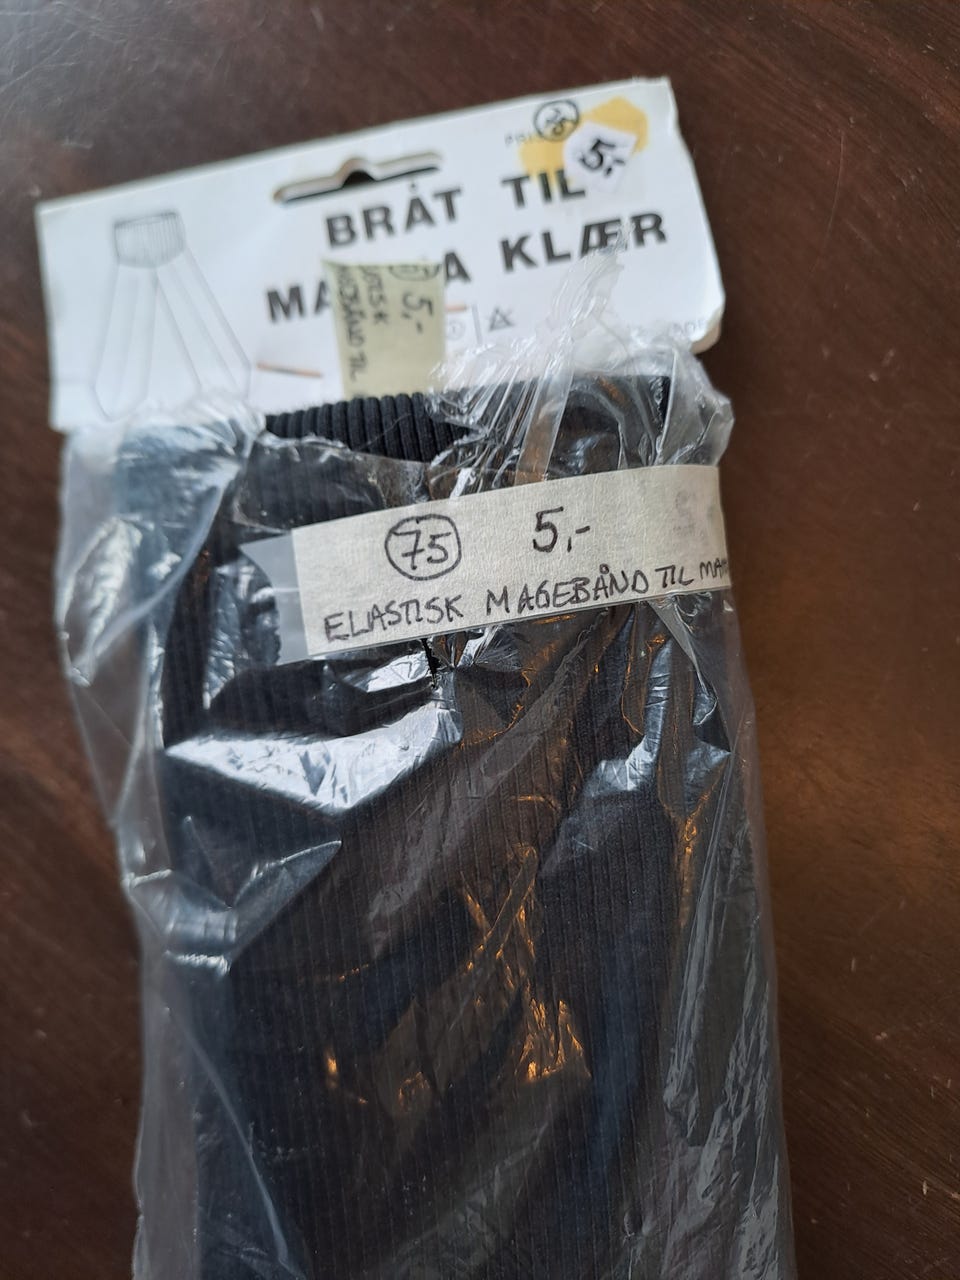 5,-
BRÅT TIL
MA A KLÆR
5,-
75 5,-
ELASTISK MAGEBÅND TIL MA